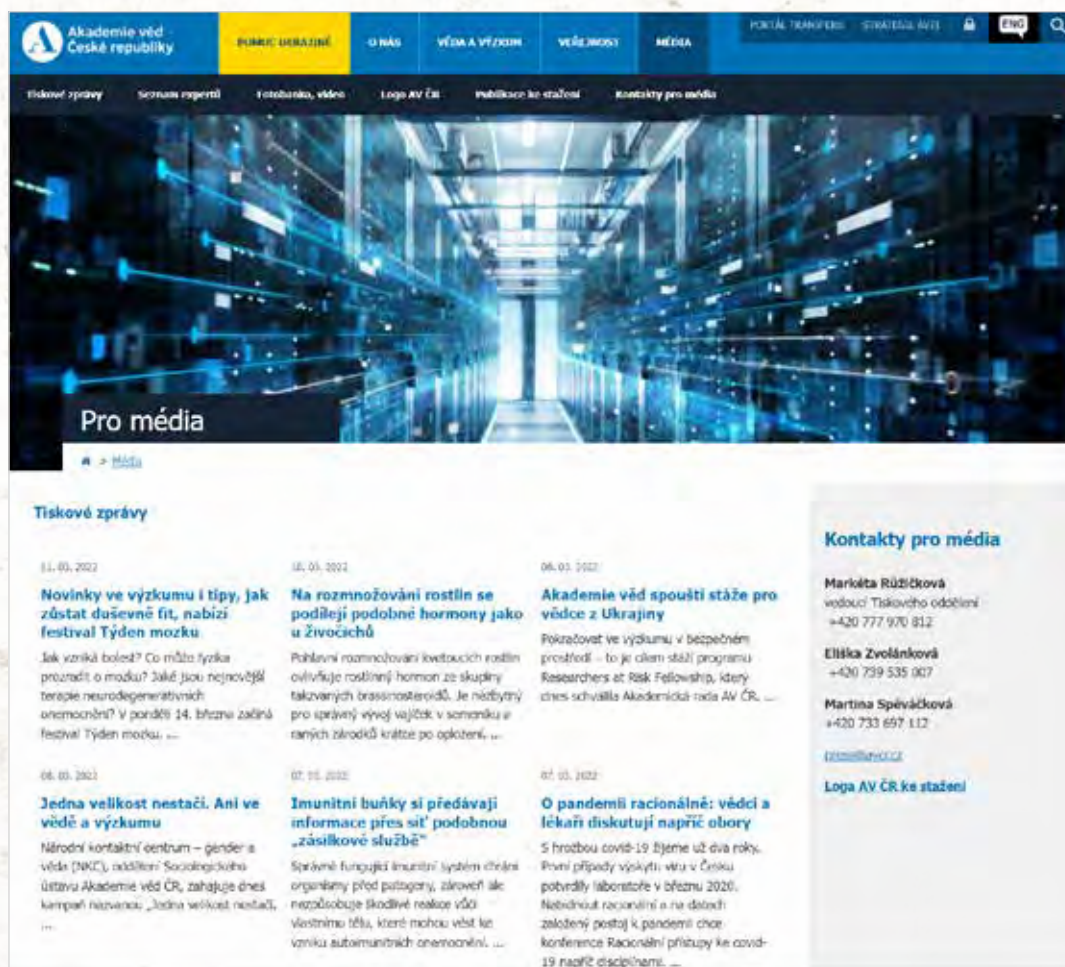 Akademie věd
České republiky
POMOC UKRAJINĚ
O NÁS
VĚDA A VÝZKUM
VEŘEJNOST
MÉDIA
PORTÁL TRANSFERU
STRATEGIE AV21
ENG
Tiskové zprávy
Seznam expertů
Fotobanka, video
Logo AV ČR
Publikace ke stažení
Kontakty pro média
Pro média
> Média
Tiskové zprávy
11. 03. 2022
Novinky ve výzkumu i tipy, jak
zůstat duševně fit, nabízí
festival Týden mozku
Jak vzniká bolest? Co může fyzika
prozradit o mozku? Jaké jsou nejnovější
terapie neurodegenerativních
onemocnění? V pondělí 14. března začíná
festival Týden mozku. ...
10. 03. 2022
Na rozmnožování rostlin se
podílejí podobné hormony jako
u živočichů
Pohlavní rozmnožování kvetoucích rostlin
ovlivňuje rostlinný hormon ze skupiny
takzvaných brassinosteroidů. Je nezbytný
pro správný vývoj vajíček v semeníku a
raných zárodků krátce po oplození. ...
03. 2022
Akademie věd spouští stáže pro
vědce z Ukrajiny
Pokračovat ve výzkumu v bezpečném
prostředí – to je cílem stáží programu
Researchers at Risk Fellowship, který
dnes schválila Akademická rada AV ČR. ...
08. 03. 2022
Jedna velikost nestačí. Ani ve
vědě a výzkumu
Národní kontaktní centrum – gender a
věda (NKC), oddělení Sociologického
ústavu Akademie věd ČR, zahajuje dnes
kampaň nazvanou „Jedna velikost nestačí.
...
07. 03. 2022
Imunitní buňky si předávají
informace přes síť podobnou
„zásilkové službě“
Správně fungující imunitní systém chrání
organismy před patogeny, zároveň ale
nezpůsobuje škodlivé reakce vůči
vlastnímu tělu, které mohou vést ke
vzniku autoimunitních onemocnění. ...
07. 03. 2022
O pandemii racionálně: vědci a
lékaři diskutují napříč obory
S hrozbou covid-19 žijeme už dva roky.
První případy výskytu viru v Česku
potvrdily laboratoře v březnu 2020.
Nabídnout racionální a na datech
založený postoj k pandemii chce
konference Racionální přístupy ke covid-
19 napříč disciplínami. ...
Kontakty pro média
Markéta Růžičková
vedoucí Tiskového oddělení
+420 777 970 812
Eliška Zvolánková
+420 739 535 007
Martina Spěváčková
+420 733 697 112
press@avcr.cz
Loga AV ČR ke stažení